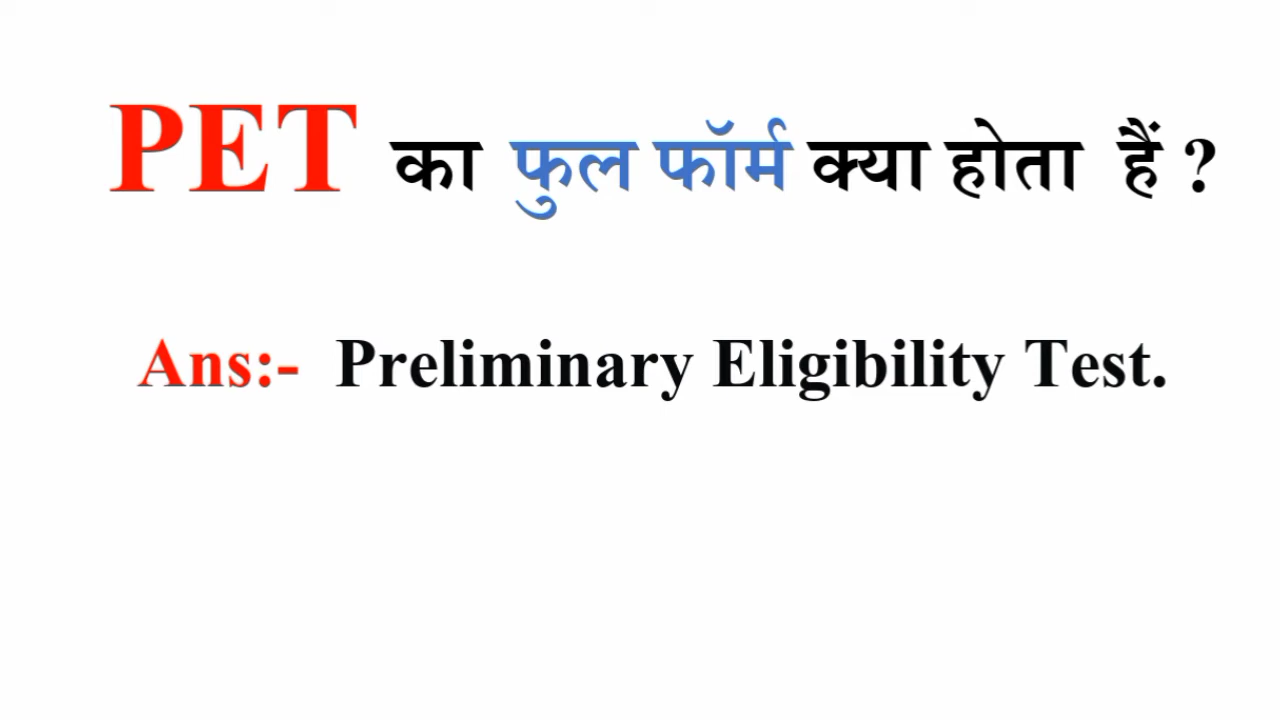 PET का फुल फॉर्म क्या होता हैं ?
Ans:- Preliminary Eligibility Test.